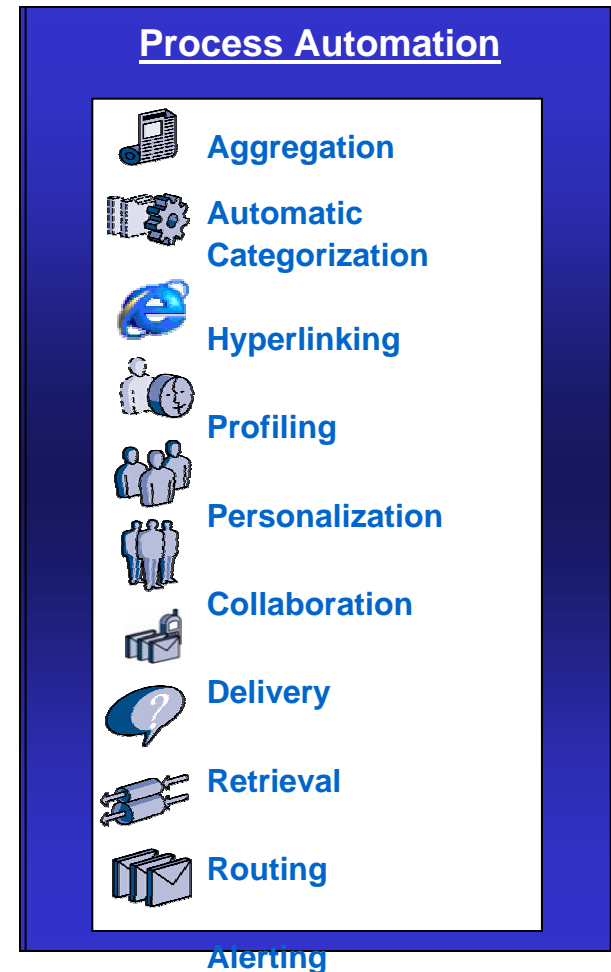 Process Automation
Aggregation
Automatic
Categorization
Hyperlinking
Profiling
Personalization
Collaboration
Delivery
?
Retrieval
Routing
Alerting